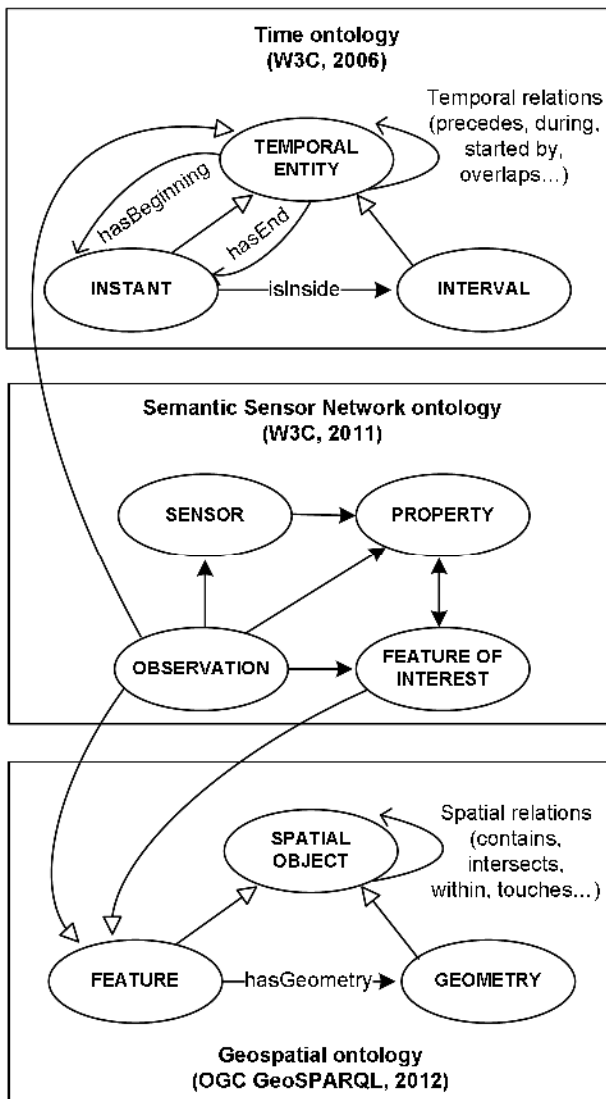 Time ontology
(W3C, 2006)
Temporal relations
(precedes, during,
started by,
overlaps…)
TEMPORAL
ENTITY
hasBeginning
hasEnd
INSTANT
isInside
INTERVAL
Semantic Sensor Network ontology
(W3C, 2011)
SENSOR
PROPERTY
OBSERVATION
FEATURE OF
INTEREST
SPATIAL
OBJECT
Spatial relations
(contains,
intersects,
within, touches…)
FEATURE
hasGeometry
GEOMETRY
Geospatial ontology
(OGC GeoSPARQL, 2012)